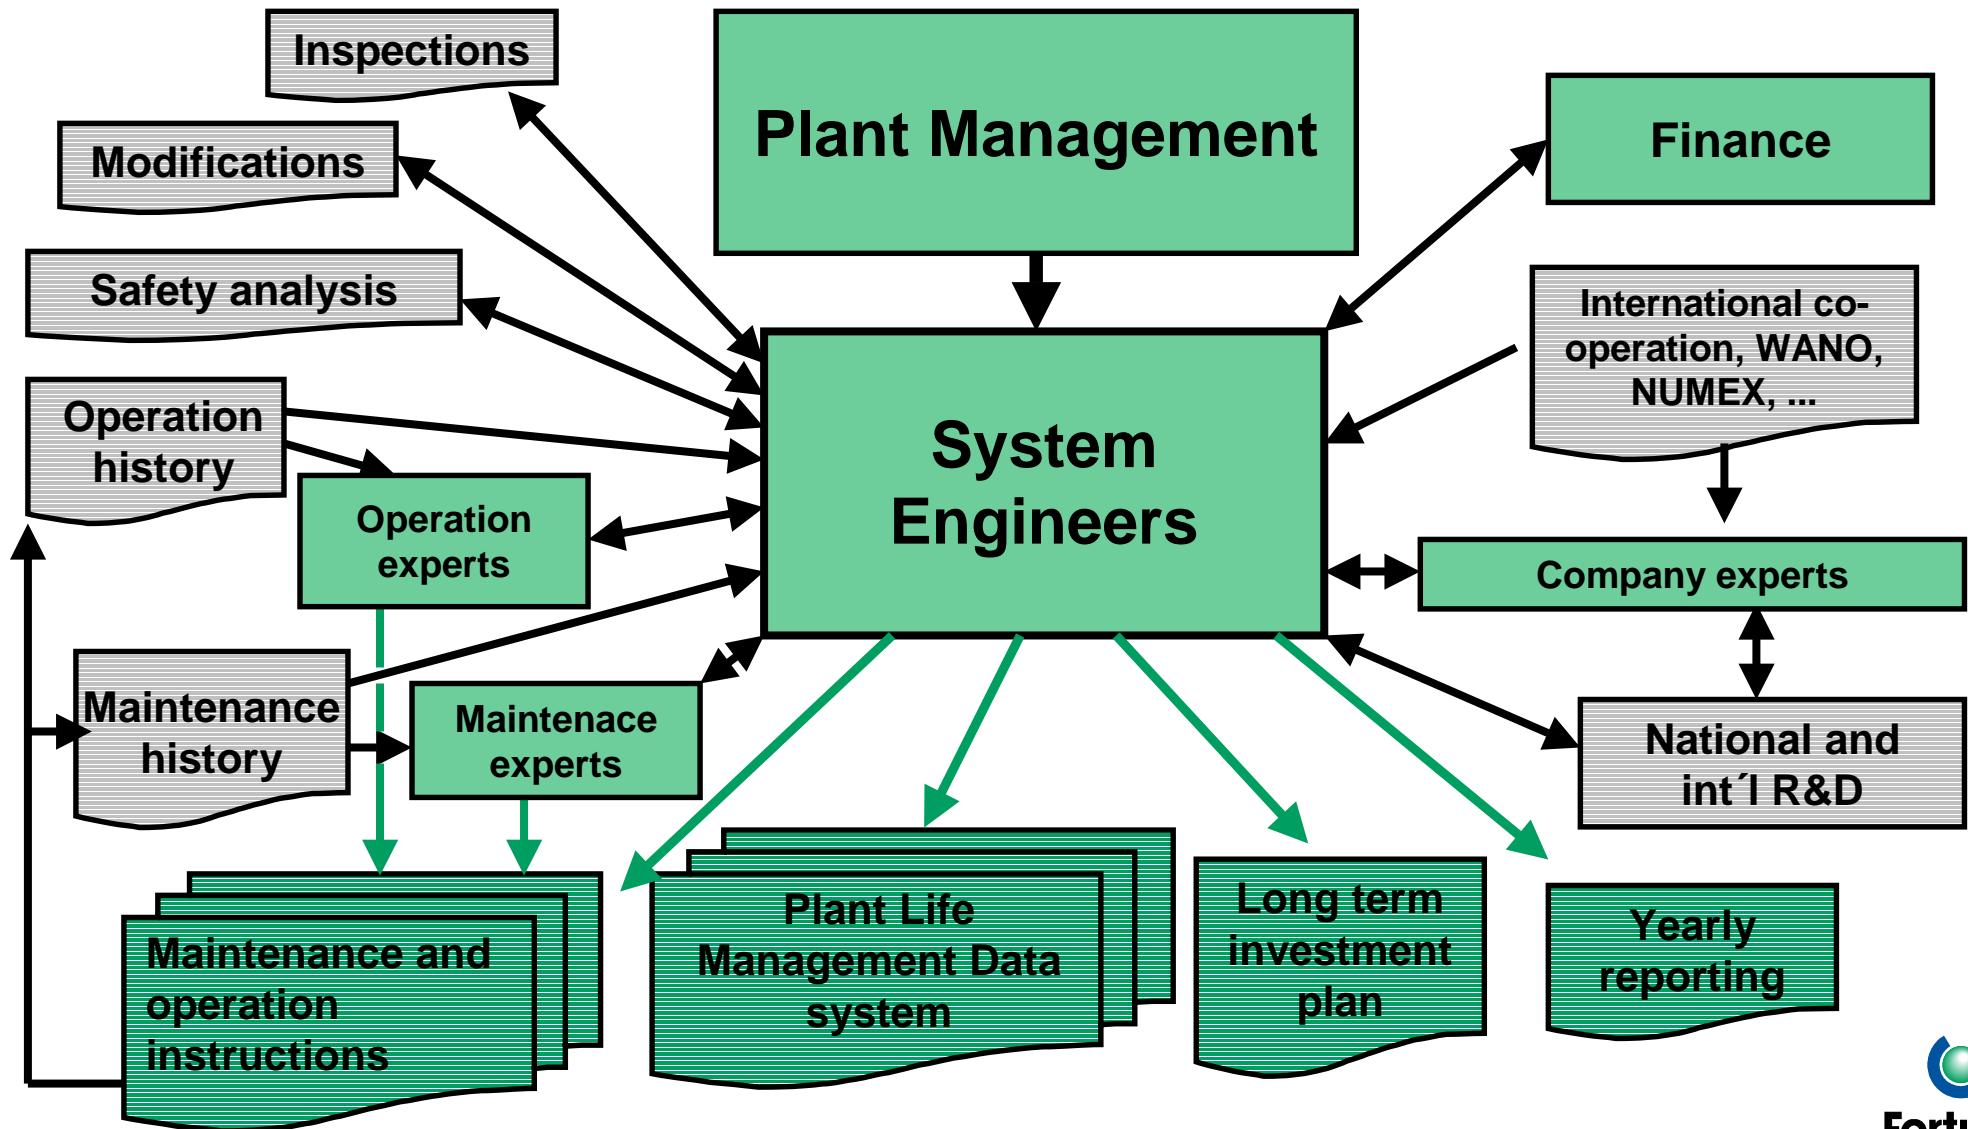 Inspections
Plant Management
Finance
Modifications
Safety analysis
International co-
operation, WANO,
NUMEX, ...
Operation
history
System
Engineers
Operation
experts
Company experts
Maintenance
history
Maintenace
experts
National and
int´l R&D
Maintenance and
operation
instructions
Plant Life
Management Data
system
Long term
investment
plan
Yearly
reporting